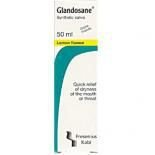 Glandosane®
Synthetic saliva
50 ml
Lemon flavour
Quick relief
of dryness
of the mouth
or throat
Fresenius
Kabi